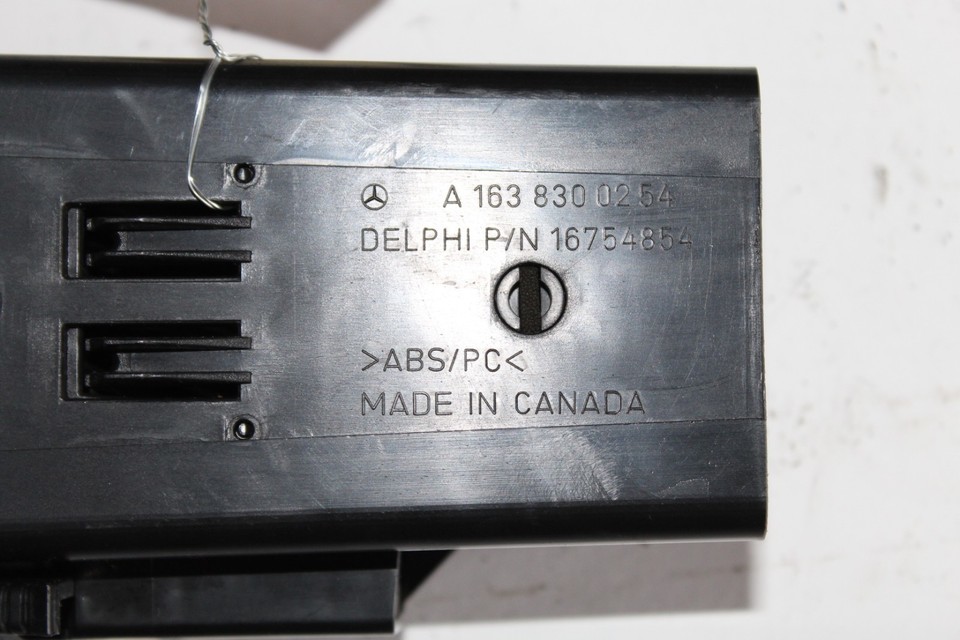 A 163 830 02 54
DELPHI P/N 16754854
>ABS/PC<
MADE IN CANADA